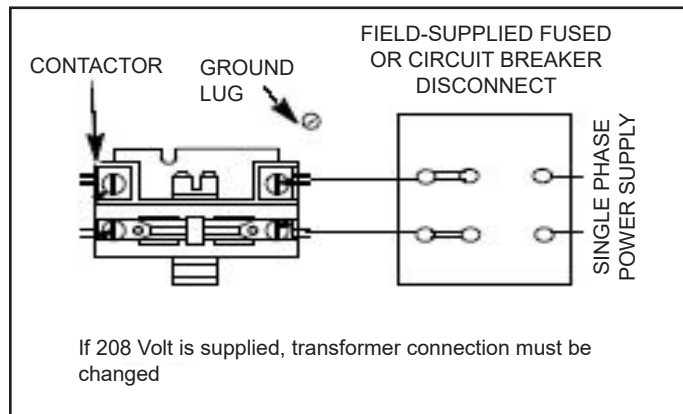 CONTACTOR
GROUND
LUG
FIELD-SUPPLIED FUSED
OR CIRCUIT BREAKER
DISCONNECT
SINGLE PHASE
POWER SUPPLY
If 208 Volt is supplied, transformer connection must be
changed